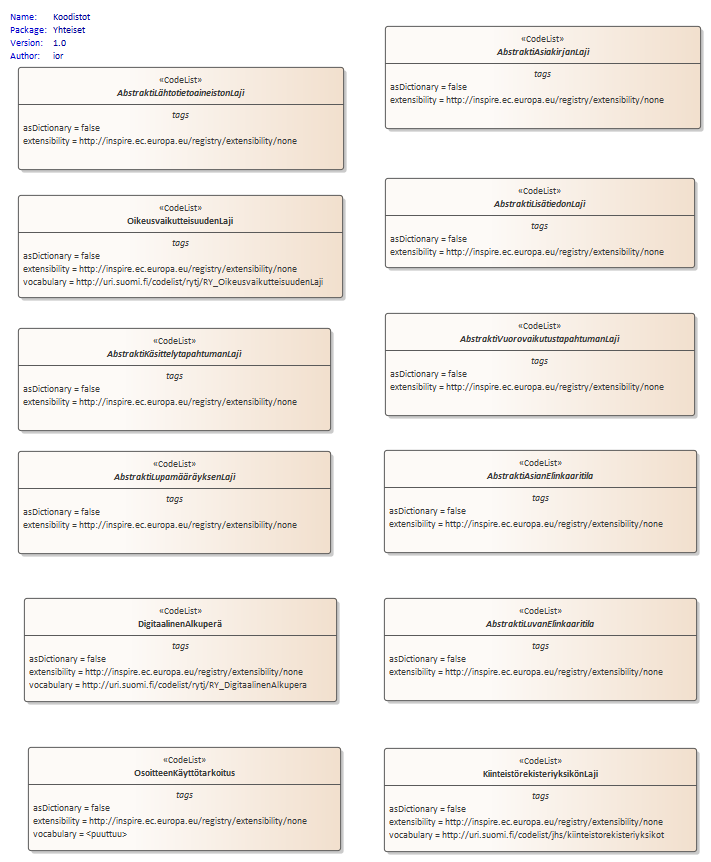 Name: Koodistot
Package: Yhteiset
Version: 1.0
Author: ior
«CodeList»
AbstraktiLähtotietoaineistonLaji
tags
asDictionary = false
extensibility = http://inspire.ec.europa.eu/registry/extensibility/none
«CodeList»
AbstraktiAsiakirjanLaji
tags
asDictionary = false
extensibility = http://inspire.ec.europa.eu/registry/extensibility/none
«CodeList»
OikeusvaikutteisuudenLaji
tags
asDictionary = false
extensibility = http://inspire.ec.europa.eu/registry/extensibility/none
vocabulary = http://uri.suomi.fi/codelist/rytj/RY_OikeusvaikutteisuudenLaji
«CodeList»
AbstraktiLisätiedonLaji
tags
asDictionary = false
extensibility = http://inspire.ec.europa.eu/registry/extensibility/none
«CodeList»
AbstraktiKäsittelytapahtumanLaji
tags
asDictionary = false
extensibility = http://inspire.ec.europa.eu/registry/extensibility/none
«CodeList»
AbstraktiVuorovaikutustapahtumanLaji
tags
asDictionary = false
extensibility = http://inspire.ec.europa.eu/registry/extensibility/none
«CodeList»
AbstraktiLupamääräyksenLaji
tags
asDictionary = false
extensibility = http://inspire.ec.europa.eu/registry/extensibility/none
«CodeList»
AbstraktiAsianElinkaaritila
tags
asDictionary = false
extensibility = http://inspire.ec.europa.eu/registry/extensibility/none
«CodeList»
DigitaalinenAlkuperä
tags
asDictionary = false
extensibility = http://inspire.ec.europa.eu/registry/extensibility/none
vocabulary = http://uri.suomi.fi/codelist/rytj/RY_DigitaalinenAlkupera
«CodeList»
AbstraktiLuvanElinkaaritila
tags
asDictionary = false
extensibility = http://inspire.ec.europa.eu/registry/extensibility/none
«CodeList»
OsoitteenKäyttötarkoitus
tags
asDictionary = false
extensibility = http://inspire.ec.europa.eu/registry/extensibility/none
vocabulary = <puuttuu>
«CodeList»
KiinteistörekisteriyksikönLaji
tags
asDictionary = false
extensibility = http://inspire.ec.europa.eu/registry/extensibility/none
vocabulary = http://uri.suomi.fi/codelist/jhs/kiinteistorekisteriyksikot